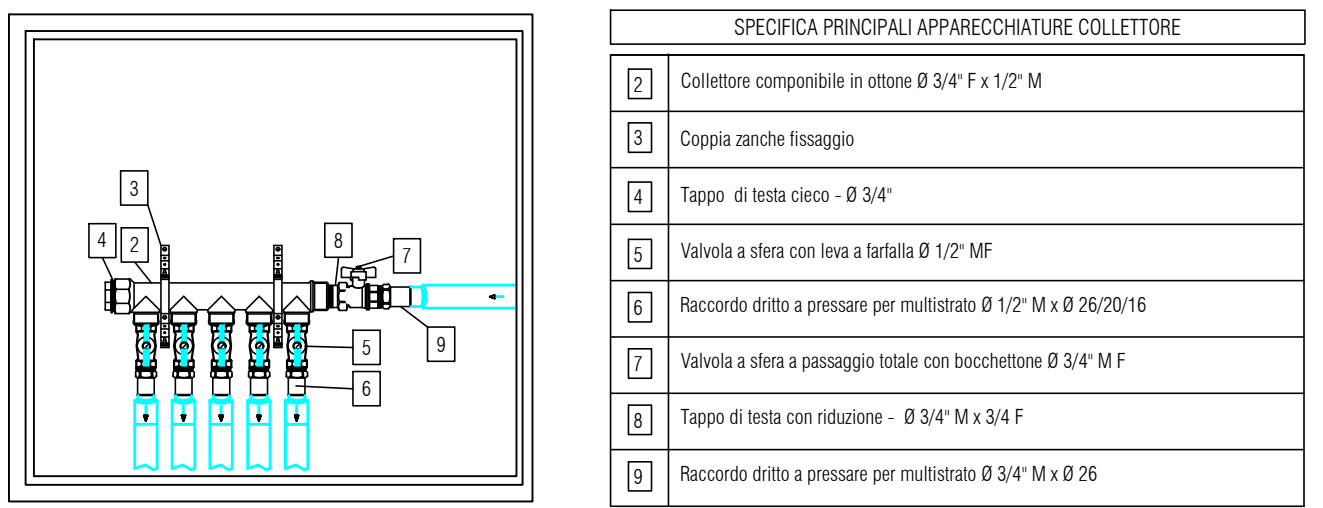 3
4
2
8
7
5
9
6
SPECIFICA PRINCIPALI APPARECCHIATURE COLLETTORE
2 Collettore componibile in ottone Ø 3/4" F x 1/2" M
3 Coppia zanche fissaggio
4 Tappo di testa cieco - Ø 3/4"
5 Valvola a sfera con leva a farfalla Ø 1/2" MF
6 Raccordo dritto a pressare per multistrato Ø 1/2" M x Ø 26/20/16
7 Valvola a sfera a passaggio totale con bocchettone Ø 3/4" M F
8 Tappo di testa con riduzione - Ø 3/4" M x 3/4 F
9 Raccordo dritto a pressare per multistrato Ø 3/4" M x Ø 26